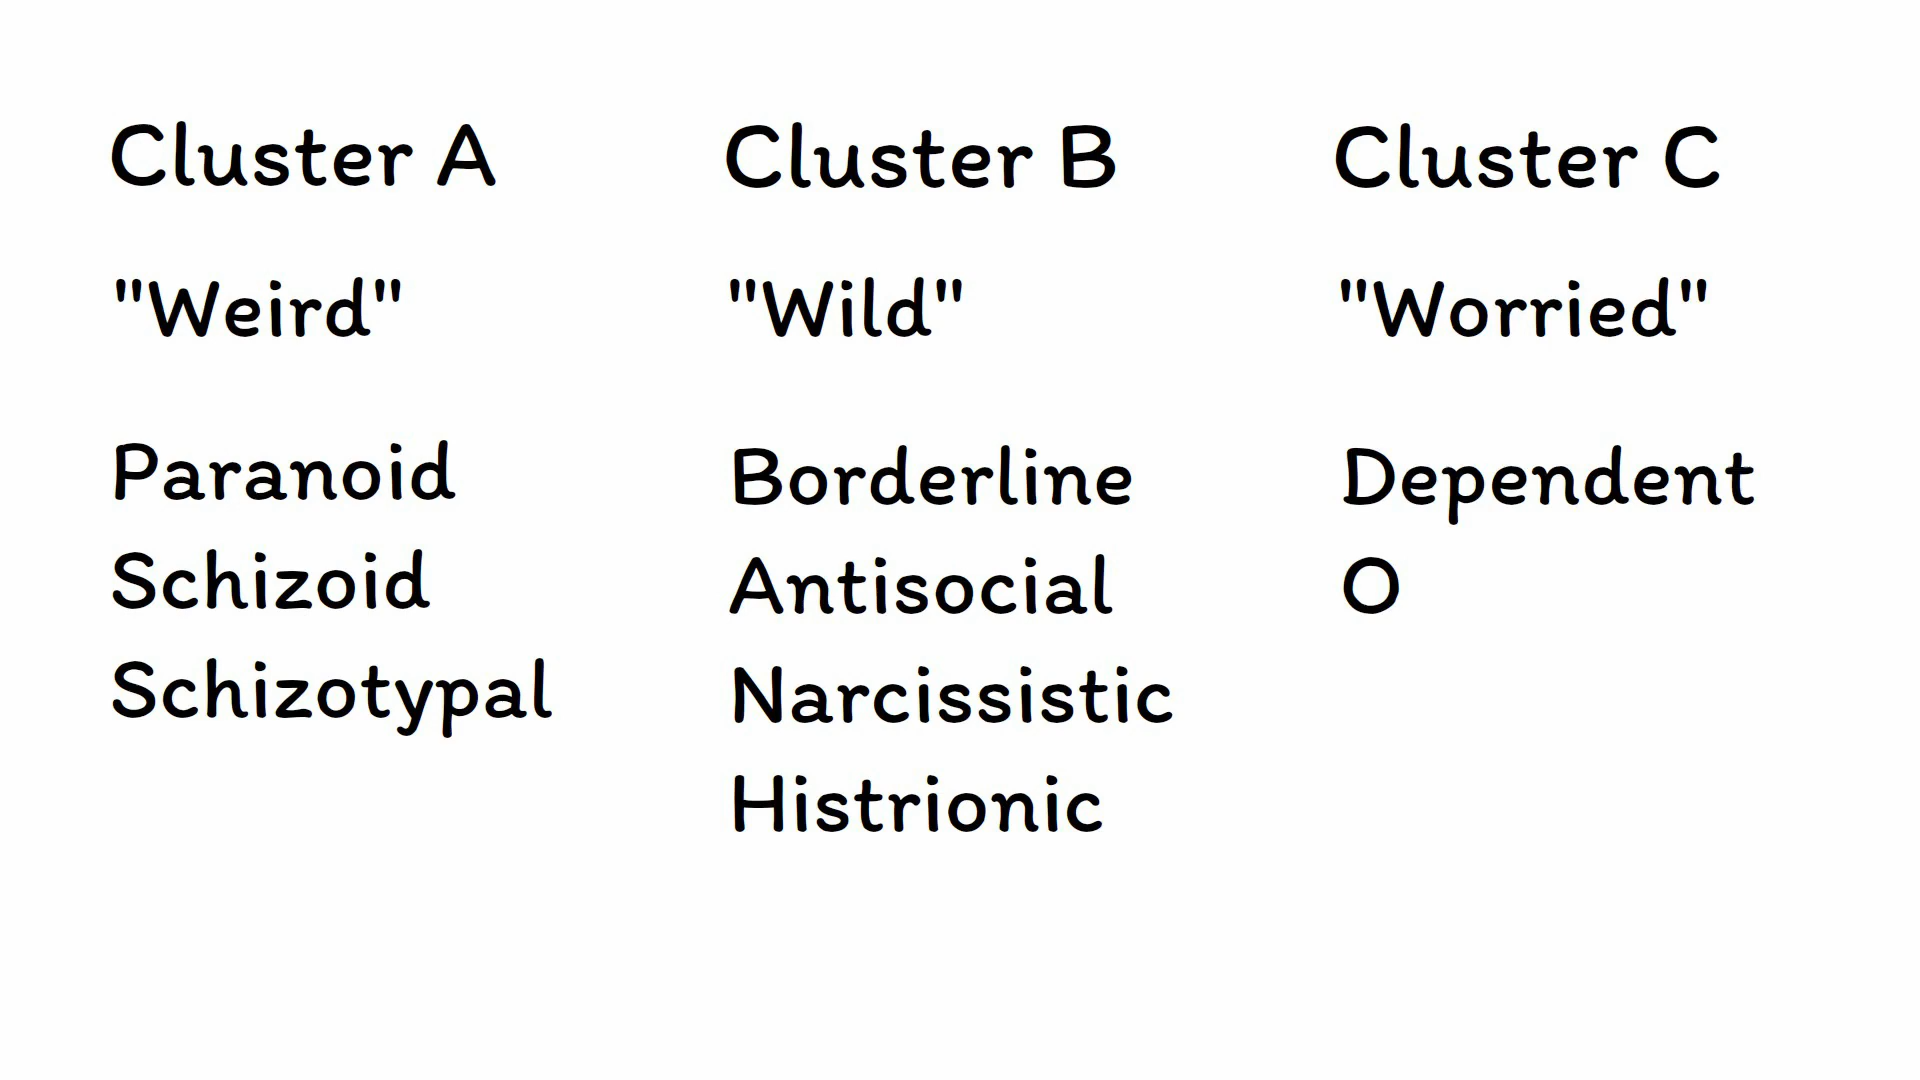 Cluster A
"Weird"
Paranoid
Schizoid
Schizotypal
Cluster B
"Wild"
Borderline
Antisocial
Narcissistic
Histrionic
Cluster C
"Worried"
Dependent
O